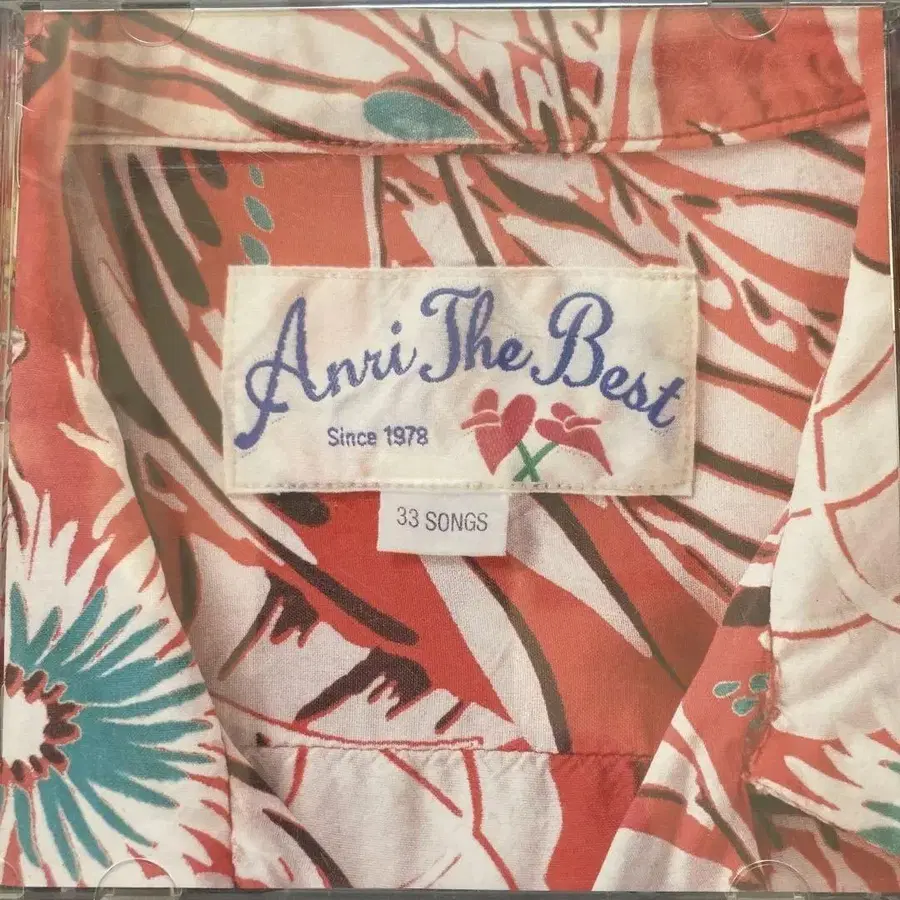 Anri The Best
Since 1978
33 SONGS